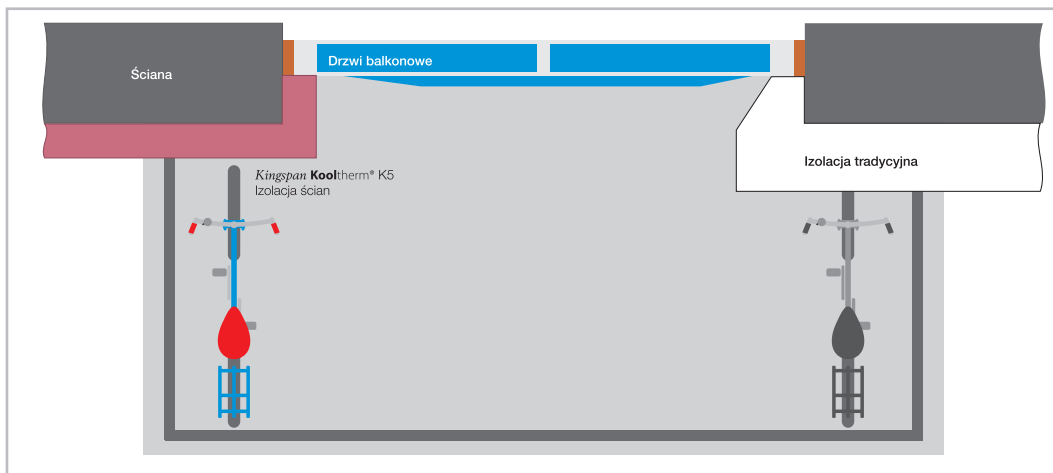 Drzwi balkonowe
Ściana
Izolacja tradycyjna
Kingspan Kooltherm® K5
Izolacja ścian